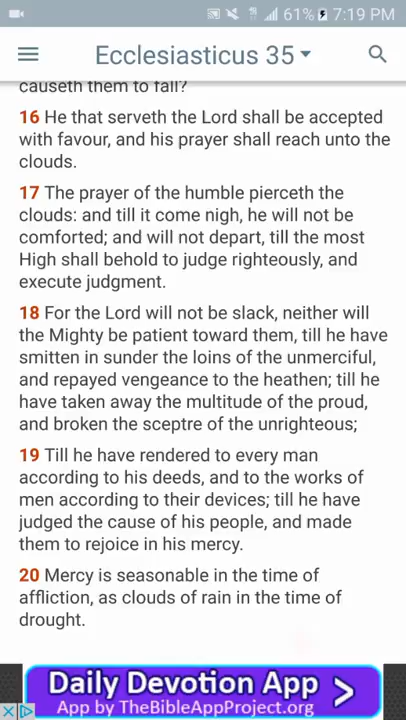 61% 7:19 PM
Ecclesiasticus 35
causeth them to fall?
16 He that serveth the Lord shall be accepted
with favour, and his prayer shall reach unto the
clouds.
17 The prayer of the humble pierceth the
clouds: and till it come nigh, he will not be
comforted; and will not depart, till the most
High shall behold to judge righteously, and
execute judgment.
18 For the Lord will not be slack, neither will
the Mighty be patient toward them, till he have
smitten in sunder the loins of the unmerciful,
and repayed vengeance to the heathen; till he
have taken away the multitude of the proud,
and broken the sceptre of the unrighteous;
19 Till he have rendered to every man
according to his deeds, and to the works of
men according to their devices; till he have
judged the cause of his people, and made
them to rejoice in his mercy.
20 Mercy is seasonable in the time of
affliction, as clouds of rain in the time of
drought.
Daily Devotion App
App by TheBibleAppProject.org